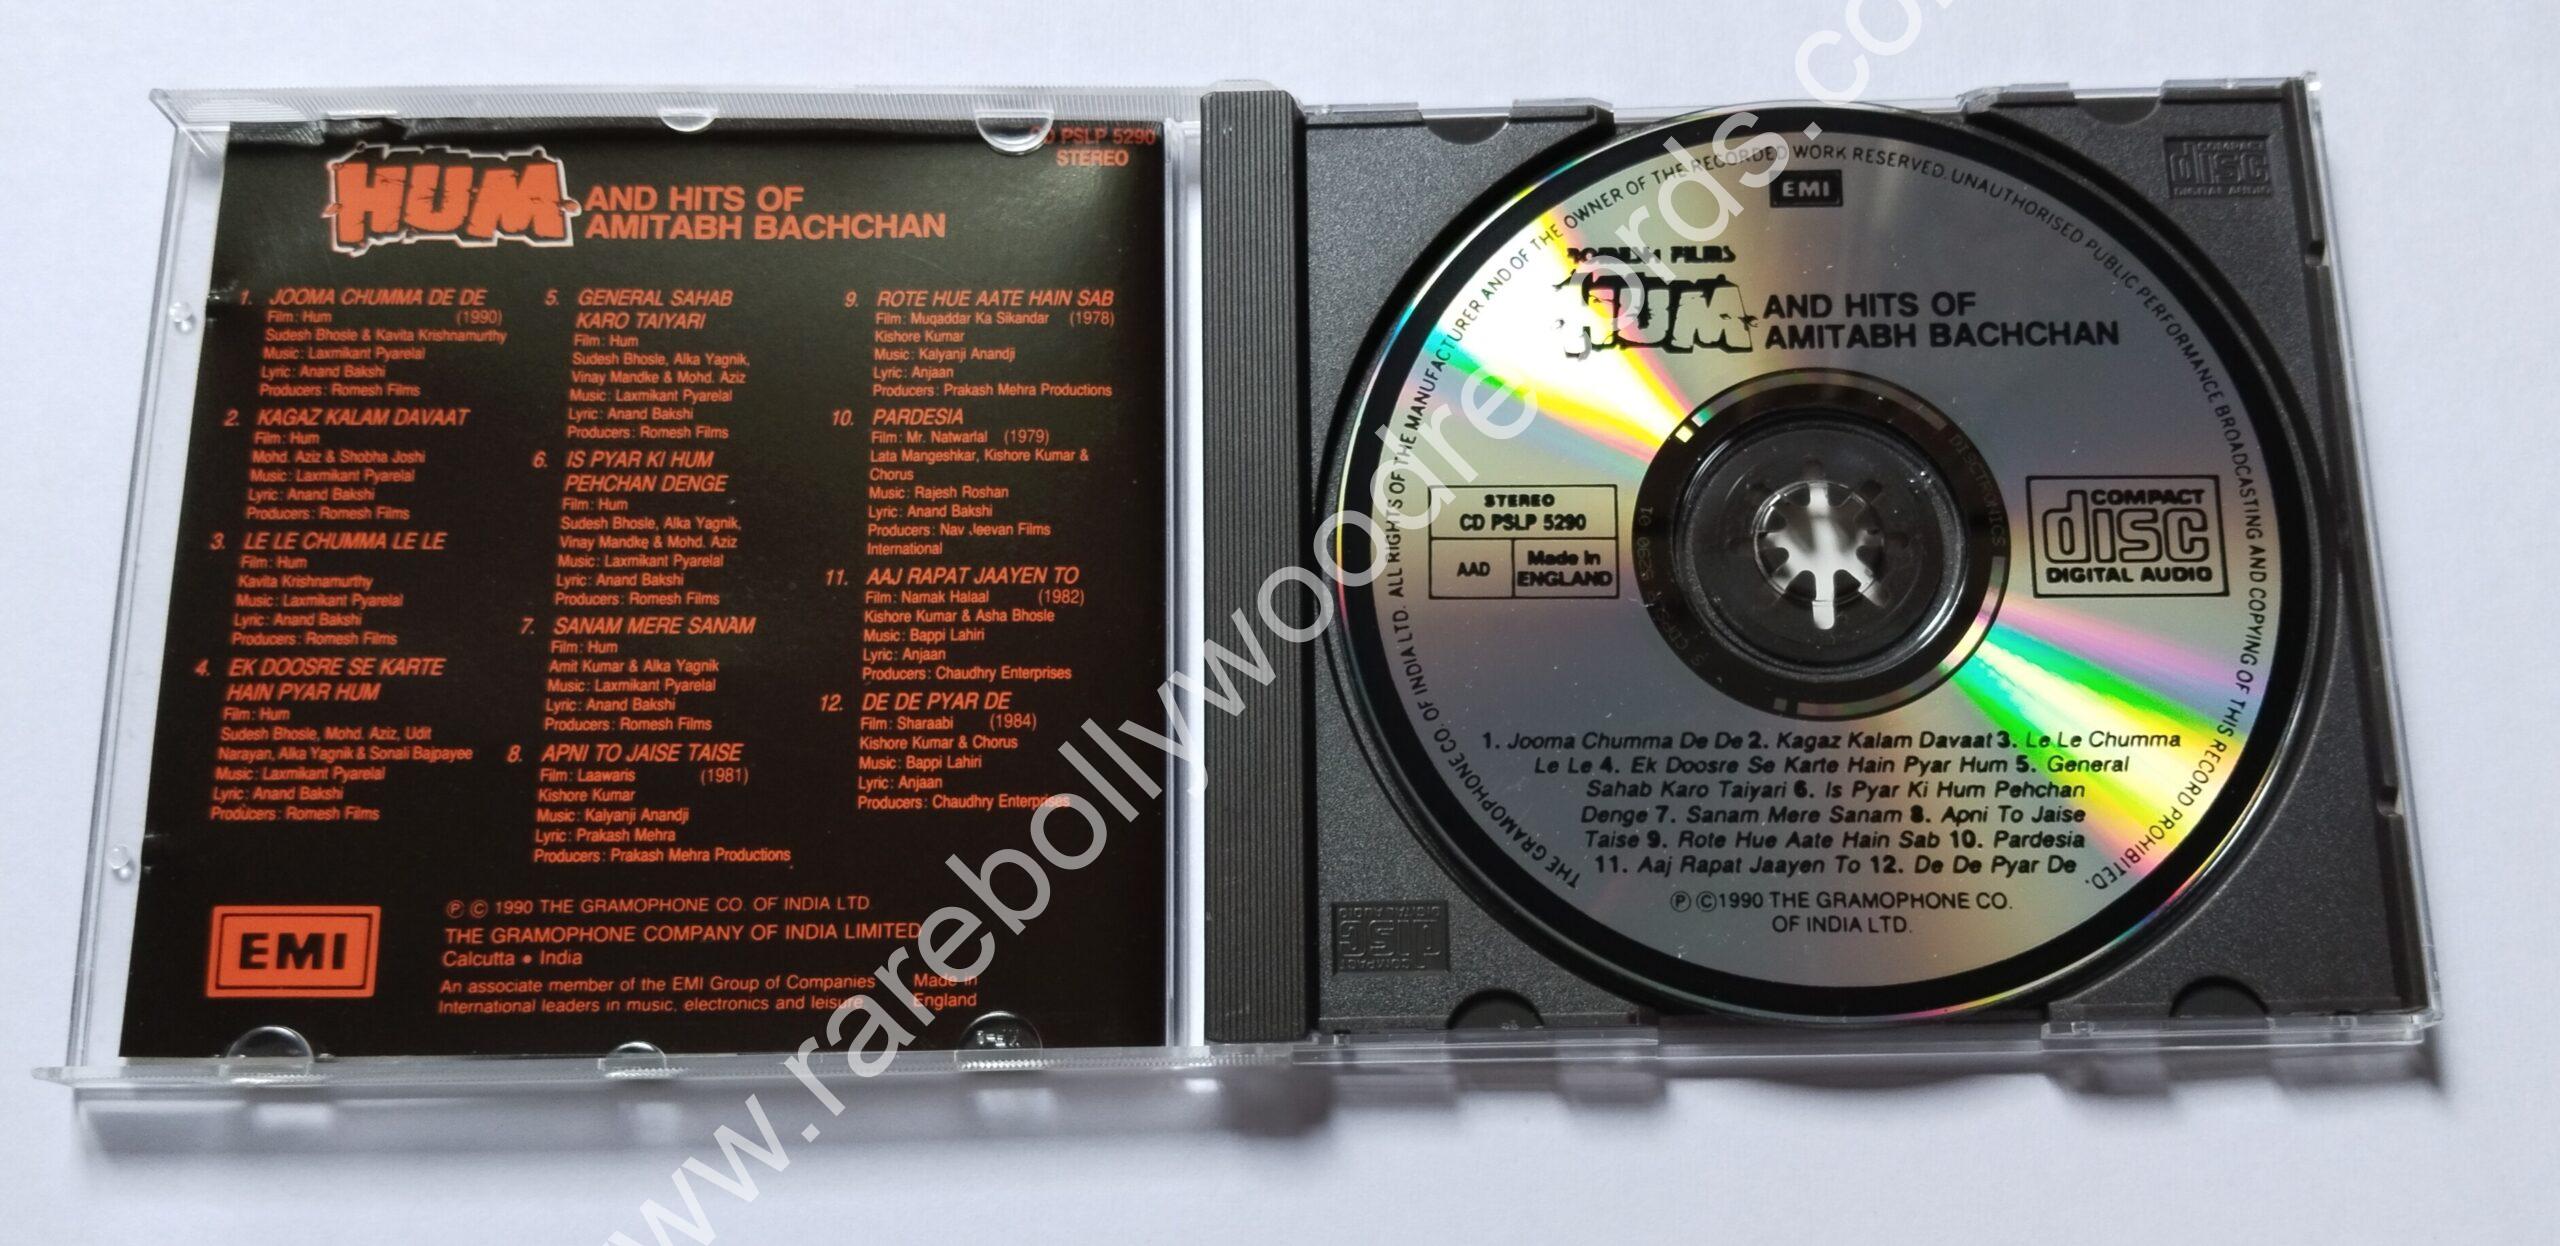 CD PSLP 5290
STEREO
HUM
AND HITS OF
AMITABH BACHCHAN
1. JOOMA CHUMMA DE DE
Film: Hum (1990)
Sudesh Bhosle & Kavita Krishnamurthy
Music: Laxmikant Pyarelal
Lyric: Anand Bakshi
Producers: Romesh Films
2. KAGAZ KALAM DAVAAT
Film: Hum
Mohd. Aziz & Shobha Joshi
Music: Laxmikant Pyarelal
Lyric: Anand Bakshi
Producers: Romesh Films
3. LE LE CHUMMA LE LE
Film: Hum
Kavita Krishnamurthy
Music: Laxmikant Pyarelal
Lyric: Anand Bakshi
Producers: Romesh Films
4. EK DOOSRE SE KARTE
HAIN PYAR HUM
Film: Hum
Sudesh Bhosle, Mohd. Aziz, Udit
Narayan, Alka Yagnik & Sonali Bajpayee
Music: Laxmikant Pyarelal
Lyric: Anand Bakshi
Producers: Romesh Films
5. GENERAL SAHAB
KARO TAIYARI
Film: Hum
Sudesh Bhosle, Alka Yagnik,
Vinay Mandke & Mohd. Aziz
Music: Laxmikant Pyarelal
Lyric: Anand Bakshi
Producers: Romesh Films
6. IS PYAR KI HUM
PEHCHAN DENGE
Film: Hum
Sudesh Bhosle, Alka Yagnik,
Vinay Mandke & Mohd. Aziz
Music: Laxmikant Pyarelal
Lyric: Anand Bakshi
Producers: Romesh Films
7. SANAM MERE SANAM
Film: Hum
Amit Kumar & Alka Yagnik
Music: Laxmikant Pyarelal
Lyric: Anand Bakshi
Producers: Romesh Films
8. APNI TO JAISE TAISE
Film: Laawaris (1981)
Kishore Kumar
Music: Kalyanji Anandji
Lyric: Prakash Mehra
Producers: Prakash Mehra Productions
9. ROTE HUE AATE HAIN SAB
Film: Muqaddar Ka Sikandar (1978)
Kishore Kumar
Music: Kalyanji Anandji
Lyric: Anjaan
Producers: Prakash Mehra Productions
10. PARDESIA
Film: Mr. Natwarlal (1979)
Lata Mangeshkar, Kishore Kumar &
Chorus
Music: Rajesh Roshan
Lyric: Anand Bakshi
Producers: Nav Jeevan Films
International
11. AAJ RAPAT JAAYEN TO
Film: Namak Halaal (1982)
Kishore Kumar & Asha Bhosle
Music: Bappi Lahiri
Lyric: Anjaan
Producers: Chaudhry Enterprises
12. DE DE PYAR DE
Film: Sharaabi (1984)
Kishore Kumar & Chorus
Music: Bappi Lahiri
Lyric: Anjaan
Producers: Chaudhry Enterprises
EMI
Ⓟ © 1990 THE GRAMOPHONE CO. OF INDIA LTD.
THE GRAMOPHONE COMPANY OF INDIA LIMITED
Calcutta • India
An associate member of the EMI Group of Companies
International leaders in music, electronics and leisure
Made in
England
THE GRAMOPHONE CO. OF INDIA LTD. ALL RIGHTS OF THE MANUFACTURER AND OF THE OWNER OF THE RECORDED WORK RESERVED. UNAUTHORISED PUBLIC PERFORMANCE BROADCASTING AND COPYING OF THIS RECORD PROHIBITED.
EMI
ROMESH FILMS
HUM
AND HITS OF
AMITABH BACHCHAN
STEREO
CD PSLP 5290
AAD
Made in
ENGLAND
COMPACT
disc
DIGITAL AUDIO
DISCTRONICS
5290 01
1. Jooma Chumma De De 2. Kagaz Kalam Davaat 3. Le Le Chumma
Le Le 4. Ek Doosre Se Karte Hain Pyar Hum 5. General
Sahab Karo Taiyari 6. Is Pyar Ki Hum Pehchan
Denge 7. Sanam Mere Sanam 8. Apni To Jaise
Taise 9. Rote Hue Aate Hain Sab 10. Pardesia
11. Aaj Rapat Jaayen To 12. De De Pyar De
Ⓟ ©1990 THE GRAMOPHONE CO.
OF INDIA LTD.
COMPACT
disc
DIGITAL AUDIO
COMPACT
disc
DIGITAL AUDIO
www.rarebollywoodrecords.com